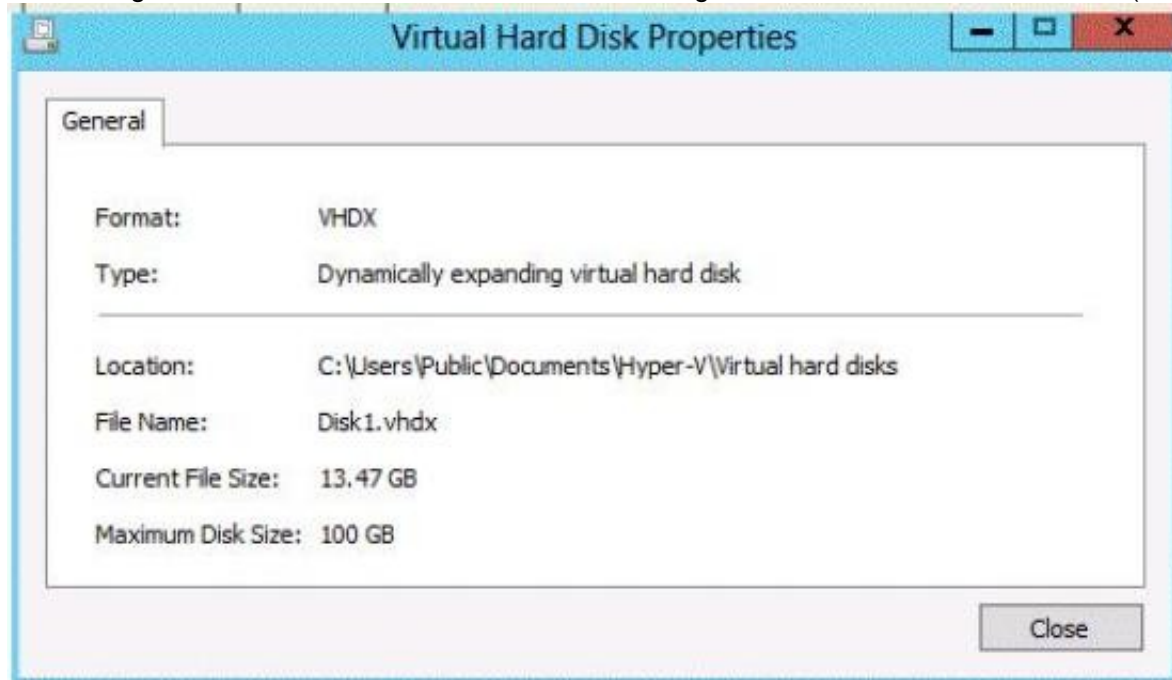 Virtual Hard Disk Properties
General
Format: VHDX
Type: Dynamically expanding virtual hard disk
Location: C:\Users\Public\Documents\Hyper-V\Virtual hard disks
File Name: Disk1.vhdx
Current File Size: 13.47 GB
Maximum Disk Size: 100 GB
Close